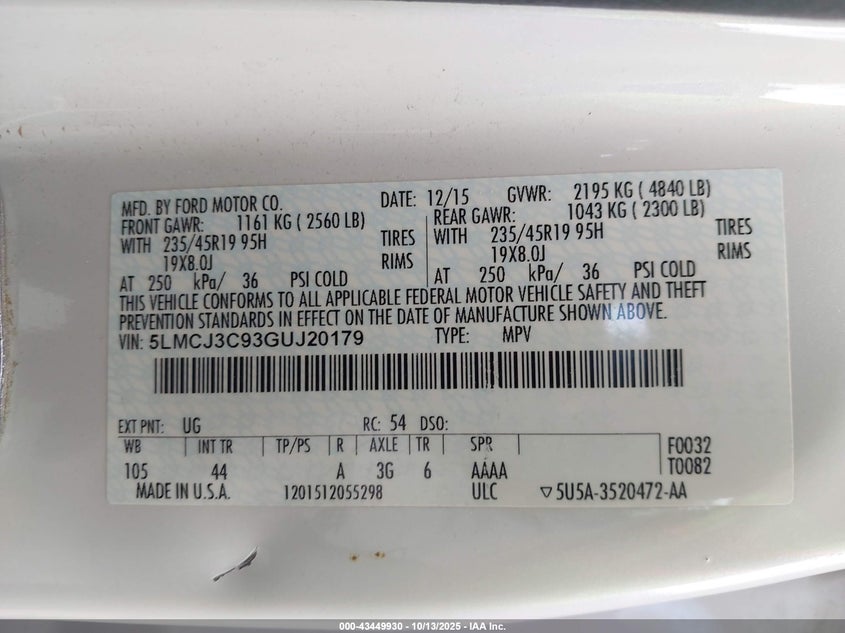 MFD. BY FORD MOTOR CO. DATE: 12/15 GVWR: 2195 KG ( 4840 LB)
FRONT GAWR: 1161 KG ( 2560 LB) REAR GAWR: 1043 KG ( 2300 LB)
WITH 235/45R19 95H TIRES WITH 235/45R19 95H TIRES
19X8.0J RIMS 19X8.0J RIMS
AT 250 kPa/ 36 PSI COLD AT 250 kPa/ 36 PSI COLD
THIS VEHICLE CONFORMS TO ALL APPLICABLE FEDERAL MOTOR VEHICLE SAFETY AND THEFT
PREVENTION STANDARDS IN EFFECT ON THE DATE OF MANUFACTURE SHOWN ABOVE.
VIN: 5LMCJ3C93GUJ20179 TYPE: MPV
EXT PNT: UG RC: 54 DSO:
WB INT TR TP/PS R AXLE TR SPR F0032
105 44 A 3G 6 AAAA T0082
MADE IN U.S.A. 1201512055298 ULC ▽5U5A-3520472-AA
000-43449930 - 10/13/2025 - IAA Inc.